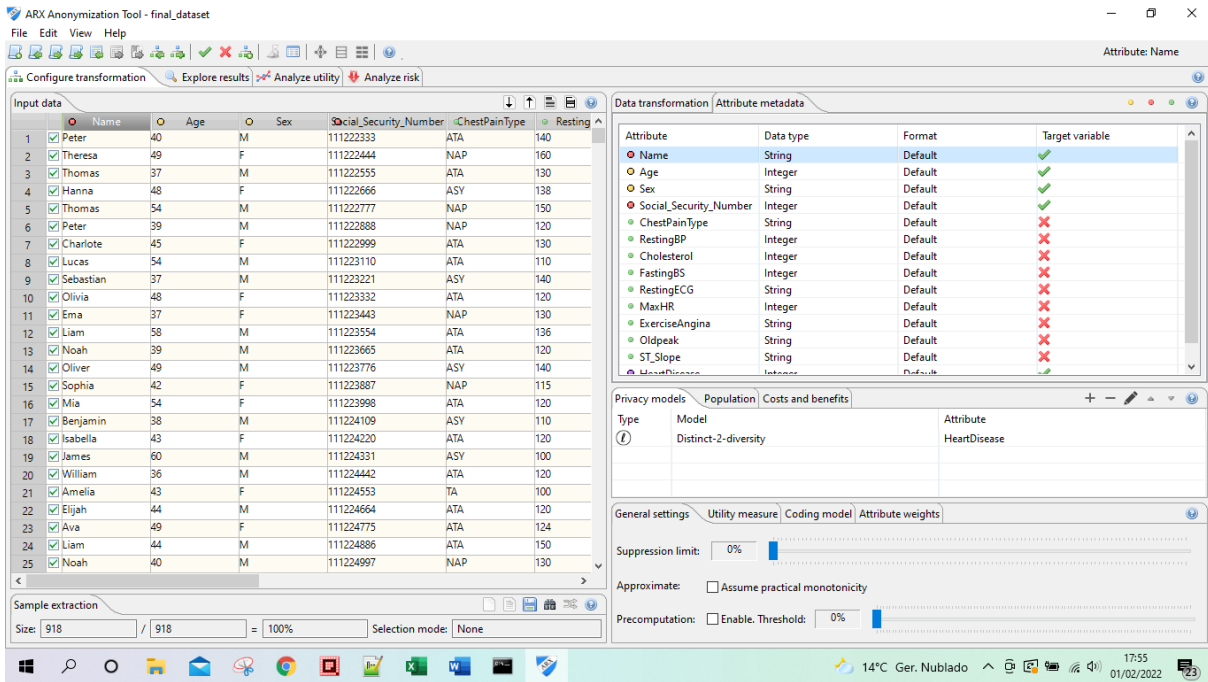 ARX Anonymization Tool - final_dataset
File Edit View Help
Attribute: Name
Configure transformation Explore results Analyze utility Analyze risk
Input data
Name Age Sex Social_Security_Number ChestPainType Resting
1 Peter 40 M 111222333 ATA 140
2 Theresa 49 F 111222444 NAP 160
3 Thomas 37 M 111222555 ATA 130
4 Hanna 48 F 111222666 ASY 138
5 Thomas 54 M 111222777 NAP 150
6 Peter 39 M 111222888 NAP 120
7 Charlote 45 F 111222999 ATA 130
8 Lucas 54 M 111223110 ATA 110
9 Sebastian 37 M 111223221 ASY 140
10 Olivia 48 F 111223332 ATA 120
11 Ema 37 F 111223443 NAP 130
12 Liam 58 M 111223554 ATA 136
13 Noah 39 M 111223665 ATA 120
14 Oliver 49 M 111223776 ASY 140
15 Sophia 42 F 111223887 NAP 115
16 Mia 54 F 111223998 ATA 120
17 Benjamin 38 M 111224109 ASY 110
18 Isabella 43 F 111224220 ATA 120
19 James 60 M 111224331 ASY 100
20 William 36 M 111224442 ATA 120
21 Amelia 43 F 111224553 TA 100
22 Elijah 44 M 111224664 ATA 120
23 Ava 49 F 111224775 ATA 124
24 Liam 44 M 111224886 ATA 150
25 Noah 40 M 111224997 NAP 130
Sample extraction
Size: 918 / 918 = 100% Selection mode: None
Data transformation Attribute metadata
Attribute Data type Format Target variable
Name String Default
Age Integer Default
Sex String Default
Social_Security_Number Integer Default
ChestPainType String Default
RestingBP Integer Default
Cholesterol Integer Default
FastingBS Integer Default
RestingECG String Default
MaxHR Integer Default
ExerciseAngina String Default
Oldpeak String Default
ST_Slope String Default
HeartDisease Integer Default
Privacy models Population Costs and benefits
Type Model Attribute
ℓ Distinct-2-diversity HeartDisease
General settings Utility measure Coding model Attribute weights
Suppression limit: 0%
Approximate: Assume practical monotonicity
Precomputation: Enable. Threshold: 0%
14°C Ger. Nublado 17:55
01/02/2022
23